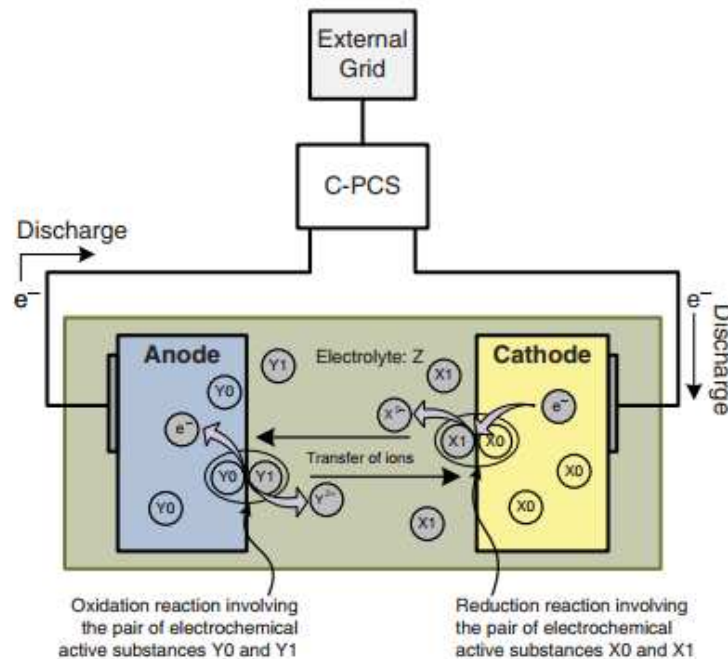 External
Grid
C-PCS
Discharge
e⁻
e⁻
Discharge
Anode
Electrolyte: Z
Cathode
Y1
X1
Y0
e⁻
e⁻
X1
X0
Transfer of ions
Y0
Y1
X0
Y0
X1
X0
Oxidation reaction involving
the pair of electrochemical
active substances Y0 and Y1
Reduction reaction involving
the pair of electrochemical
active substances X0 and X1